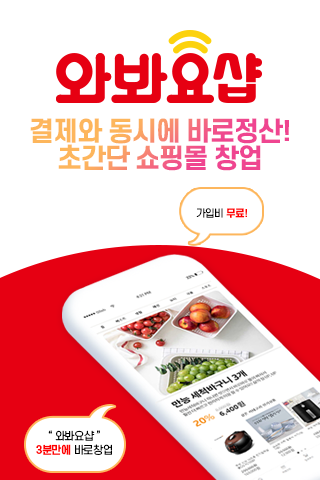 와봐요샵
결제와 동시에 바로정산!
초간단 쇼핑몰 창업
가입비 무료!
만능 세척바구니 3개
20% 6,400원
“ 와봐요샵 ”
3분만에 바로창업